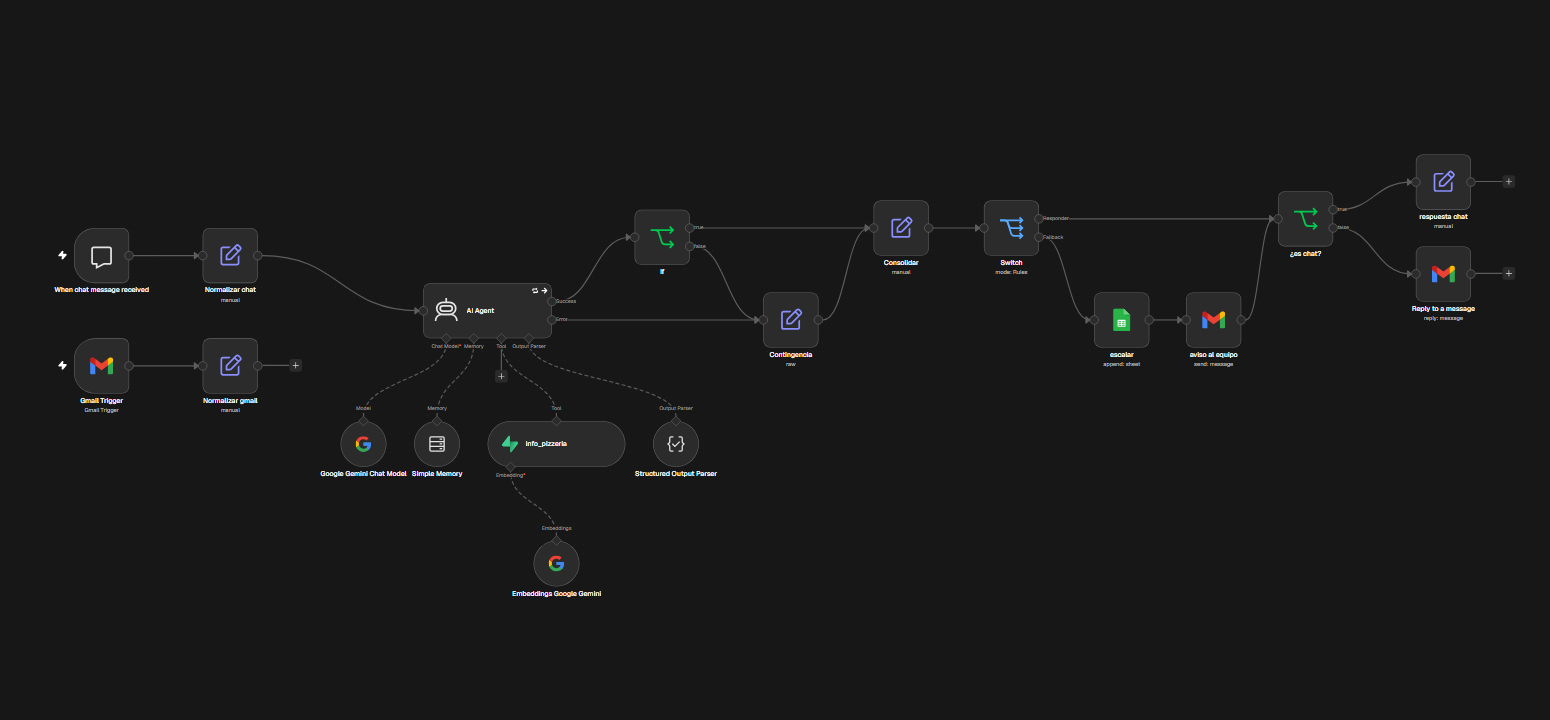 When chat message received
Normalizar chat
manual
Gmail Trigger
Gmail Trigger
Normalizar gmail
manual
AI Agent
Success
Error
Chat Model*
Memory
Tool
Output Parser
Model
Memory
Tool
Output Parser
Google Gemini Chat Model
Simple Memory
info_pizzeria
Structured Output Parser
Embedding*
Embeddings
Embeddings Google Gemini
true
false
If
Contingencia
raw
Consolidar
manual
Responder
Fallback
Switch
mode: Rules
escalar
append: sheet
aviso al equipo
send: message
true
false
¿es chat?
respuesta chat
manual
Reply to a message
reply: message